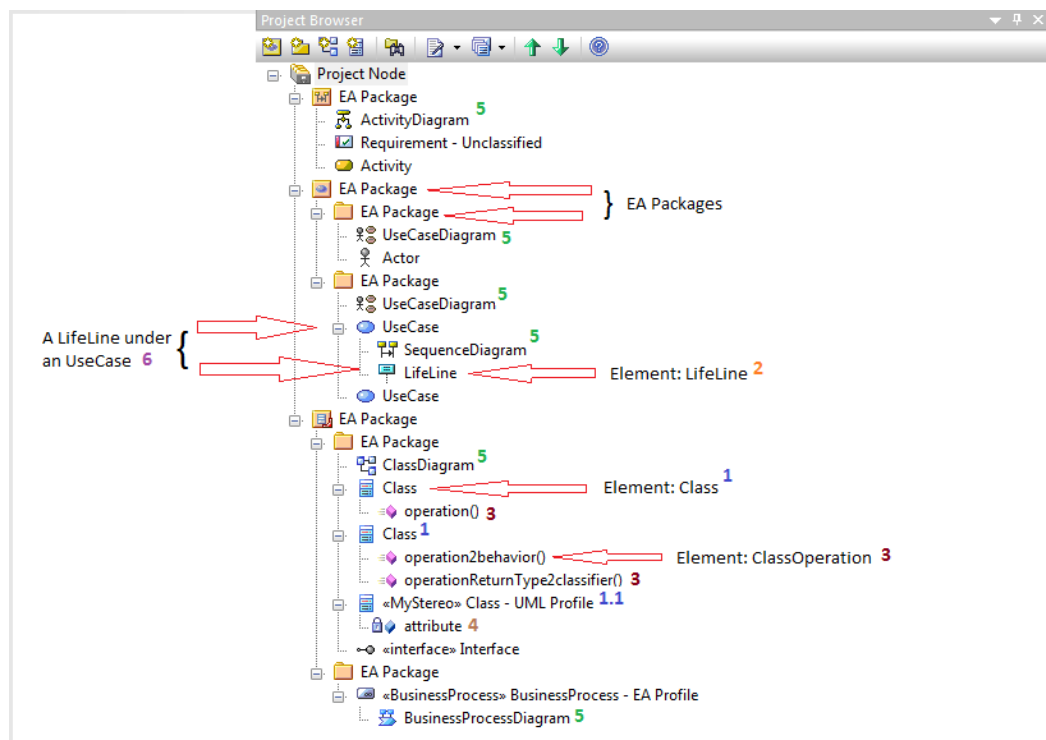 Project Browser
Project Node
EA Package
ActivityDiagram 5
Requirement - Unclassified
Activity
EA Package
} EA Packages
EA Package
UseCaseDiagram 5
Actor
EA Package
UseCaseDiagram 5
UseCase
A LifeLine under {
an UseCase 6
SequenceDiagram 5
LifeLine
Element: LifeLine 2
UseCase
EA Package
EA Package
ClassDiagram 5
Class
Element: Class 1
operation() 3
Class 1
operation2behavior()
Element: ClassOperation 3
operationReturnType2classifier() 3
«MyStereo» Class - UML Profile 1.1
attribute 4
«interface» Interface
EA Package
«BusinessProcess» BusinessProcess - EA Profile
BusinessProcessDiagram 5